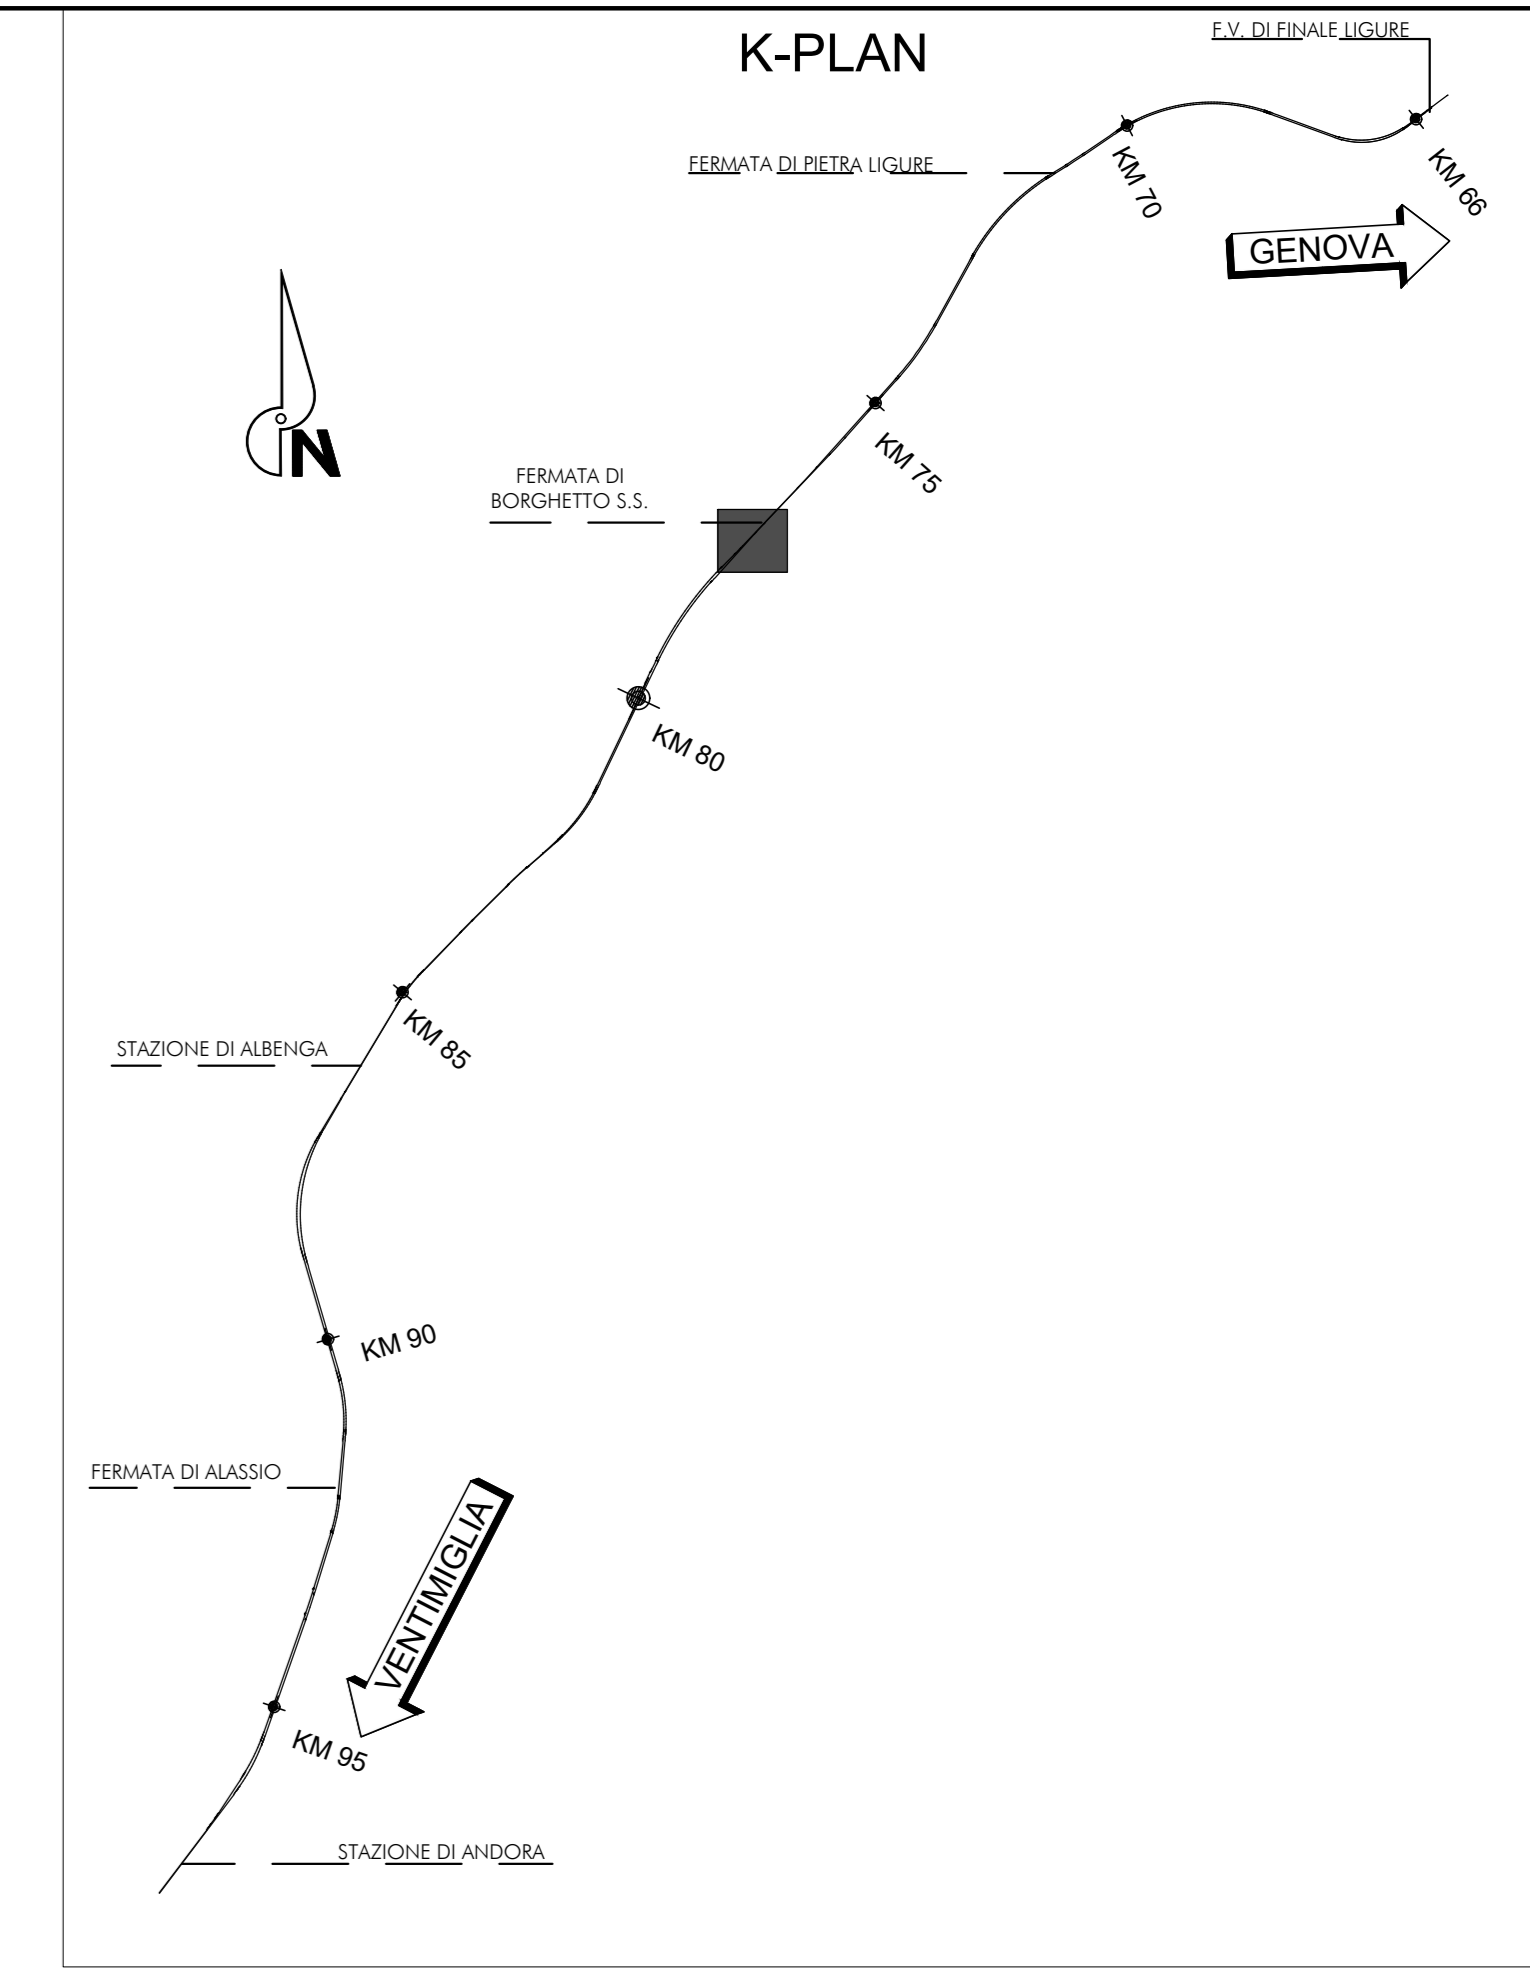 K-PLAN
F.V. DI FINALE LIGURE
FERMATA DI PIETRA LIGURE
KM 70
KM 66
GENOVA
N
KM 75
FERMATA DI
BORGHETTO S.S.
KM 80
KM 85
STAZIONE DI ALBENGA
KM 90
FERMATA DI ALASSIO
VENTIMIGLIA
KM 95
STAZIONE DI ANDORA